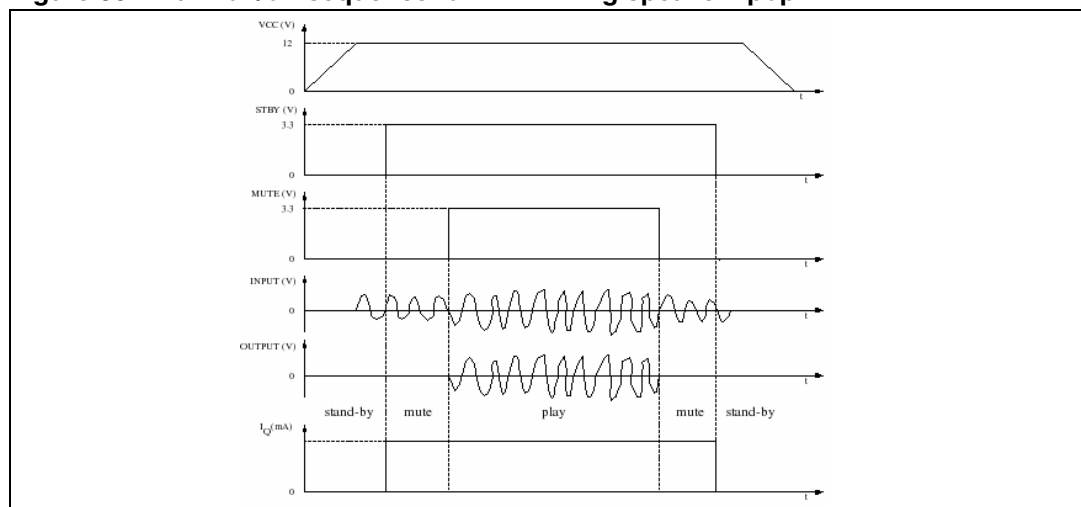 VCC (V)
12
0
t
STBY (V)
3.3
0
t
MUTE (V)
3.3
0
t
INPUT (V)
0
t
OUTPUT (V)
0
t
stand-by mute play mute stand-by
IQ(mA)
0
t